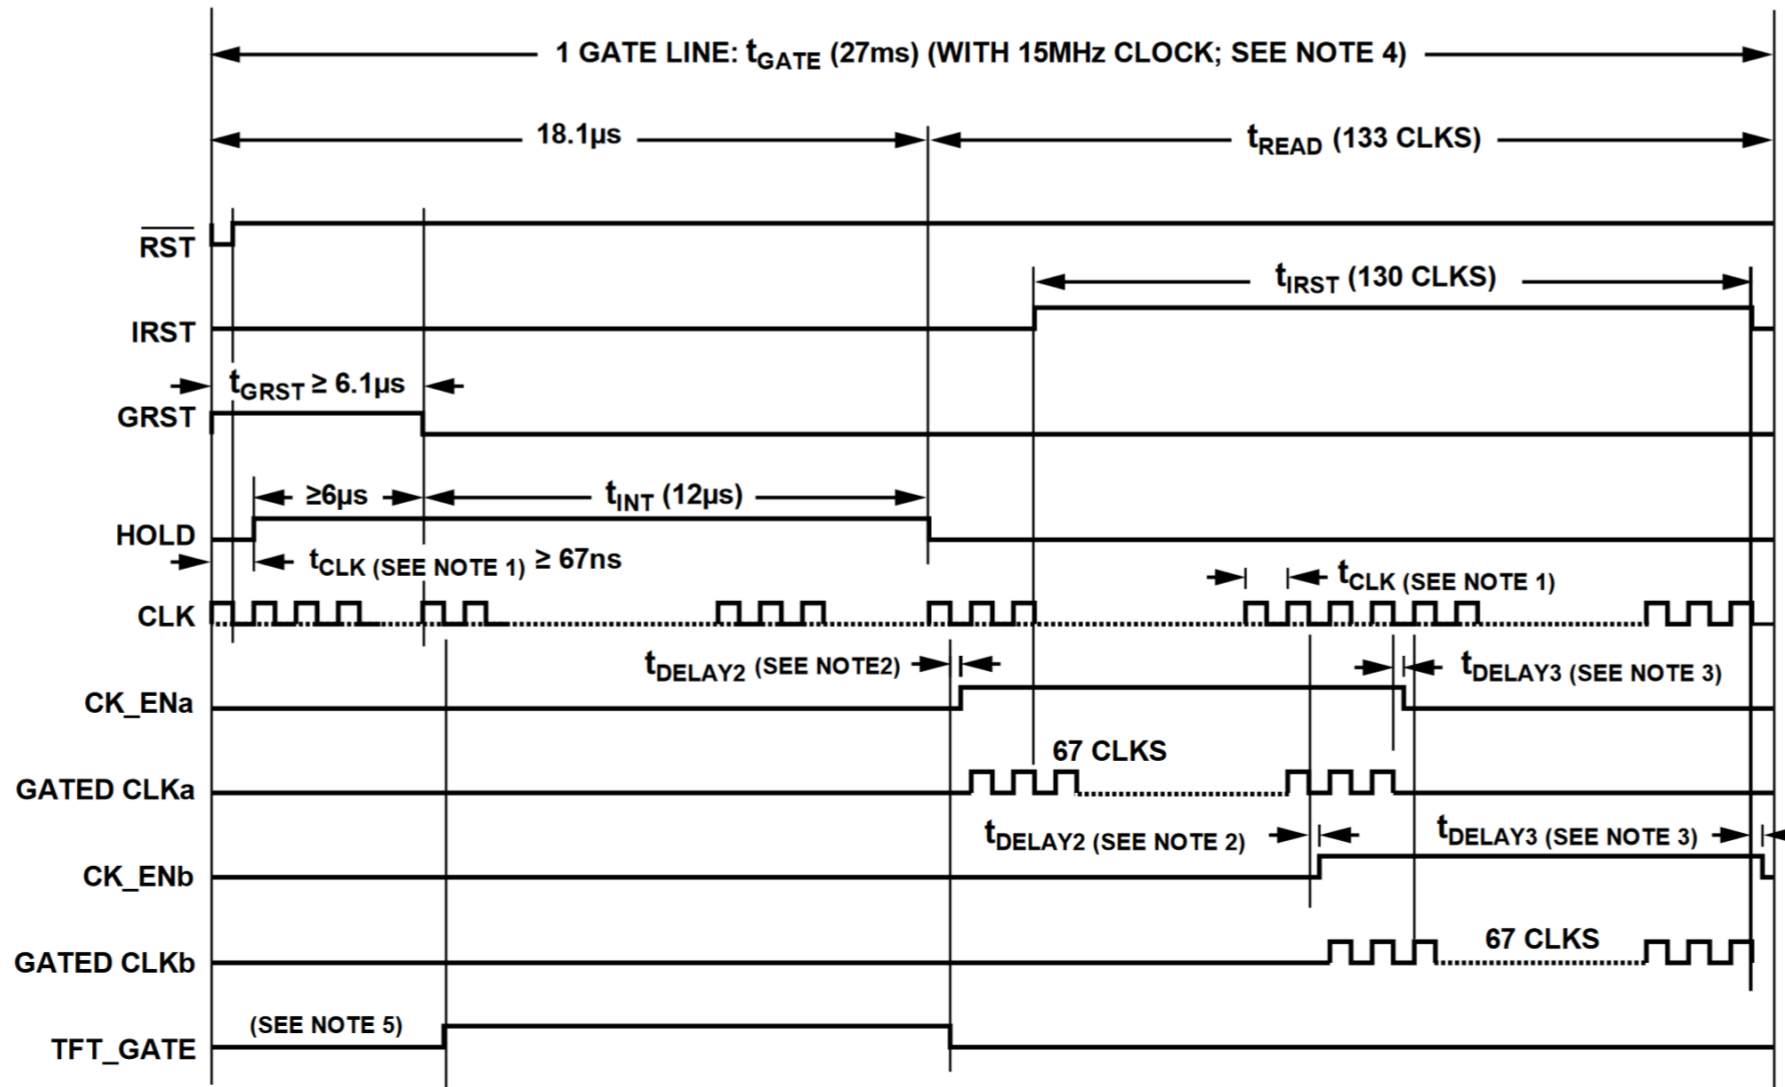 1 GATE LINE: tGATE (27ms) (WITH 15MHz CLOCK; SEE NOTE 4)
18.1µs
tREAD (133 CLKS)
RST
tIRST (130 CLKS)
IRST
tGRST ≥ 6.1µs
GRST
≥6µs
tINT (12µs)
HOLD
tCLK (SEE NOTE 1) ≥ 67ns
tCLK (SEE NOTE 1)
CLK
tDELAY2 (SEE NOTE2)
tDELAY3 (SEE NOTE 3)
CK_ENa
67 CLKS
GATED CLKa
tDELAY2 (SEE NOTE 2)
tDELAY3 (SEE NOTE 3)
CK_ENb
67 CLKS
GATED CLKb
(SEE NOTE 5)
TFT_GATE